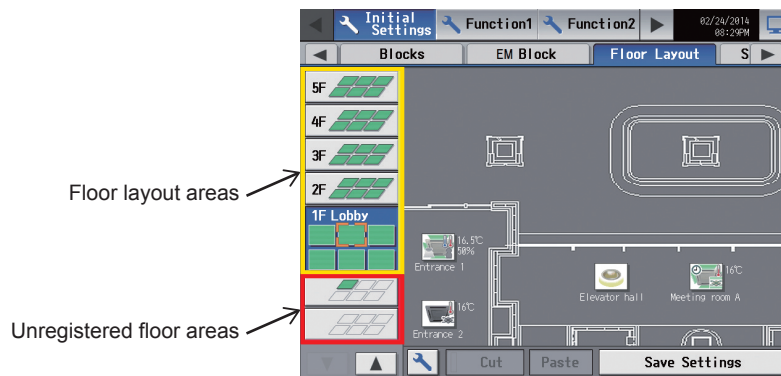 Initial Settings
Function1
Function2
02/24/2014
08:29PM
Blocks
EM Block
Floor Layout
S
5F
4F
3F
2F
1F Lobby
Floor layout areas
Unregistered floor areas
16.5℃
50%
Entrance 1
16℃
Entrance 2
Elevator hall
16℃
Meeting room A
Cut
Paste
Save Settings